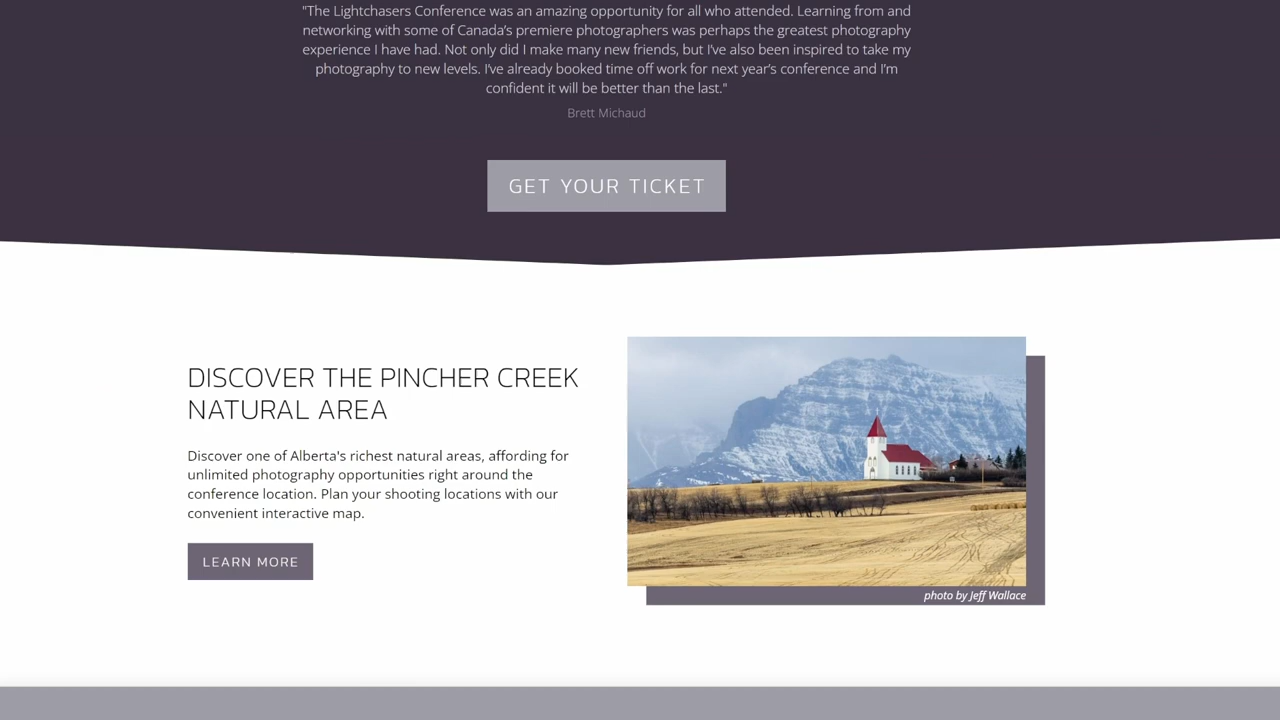 "The Lightchasers Conference was an amazing opportunity for all who attended. Learning from and
networking with some of Canada’s premiere photographers was perhaps the greatest photography
experience I have had. Not only did I make many new friends, but I’ve also been inspired to take my
photography to new levels. I’ve already booked time off work for next year’s conference and I’m
confident it will be better than the last."
Brett Michaud
GET YOUR TICKET
DISCOVER THE PINCHER CREEK
NATURAL AREA
Discover one of Alberta's richest natural areas, affording for
unlimited photography opportunities right around the
conference location. Plan your shooting locations with our
convenient interactive map.
LEARN MORE
photo by Jeff Wallace